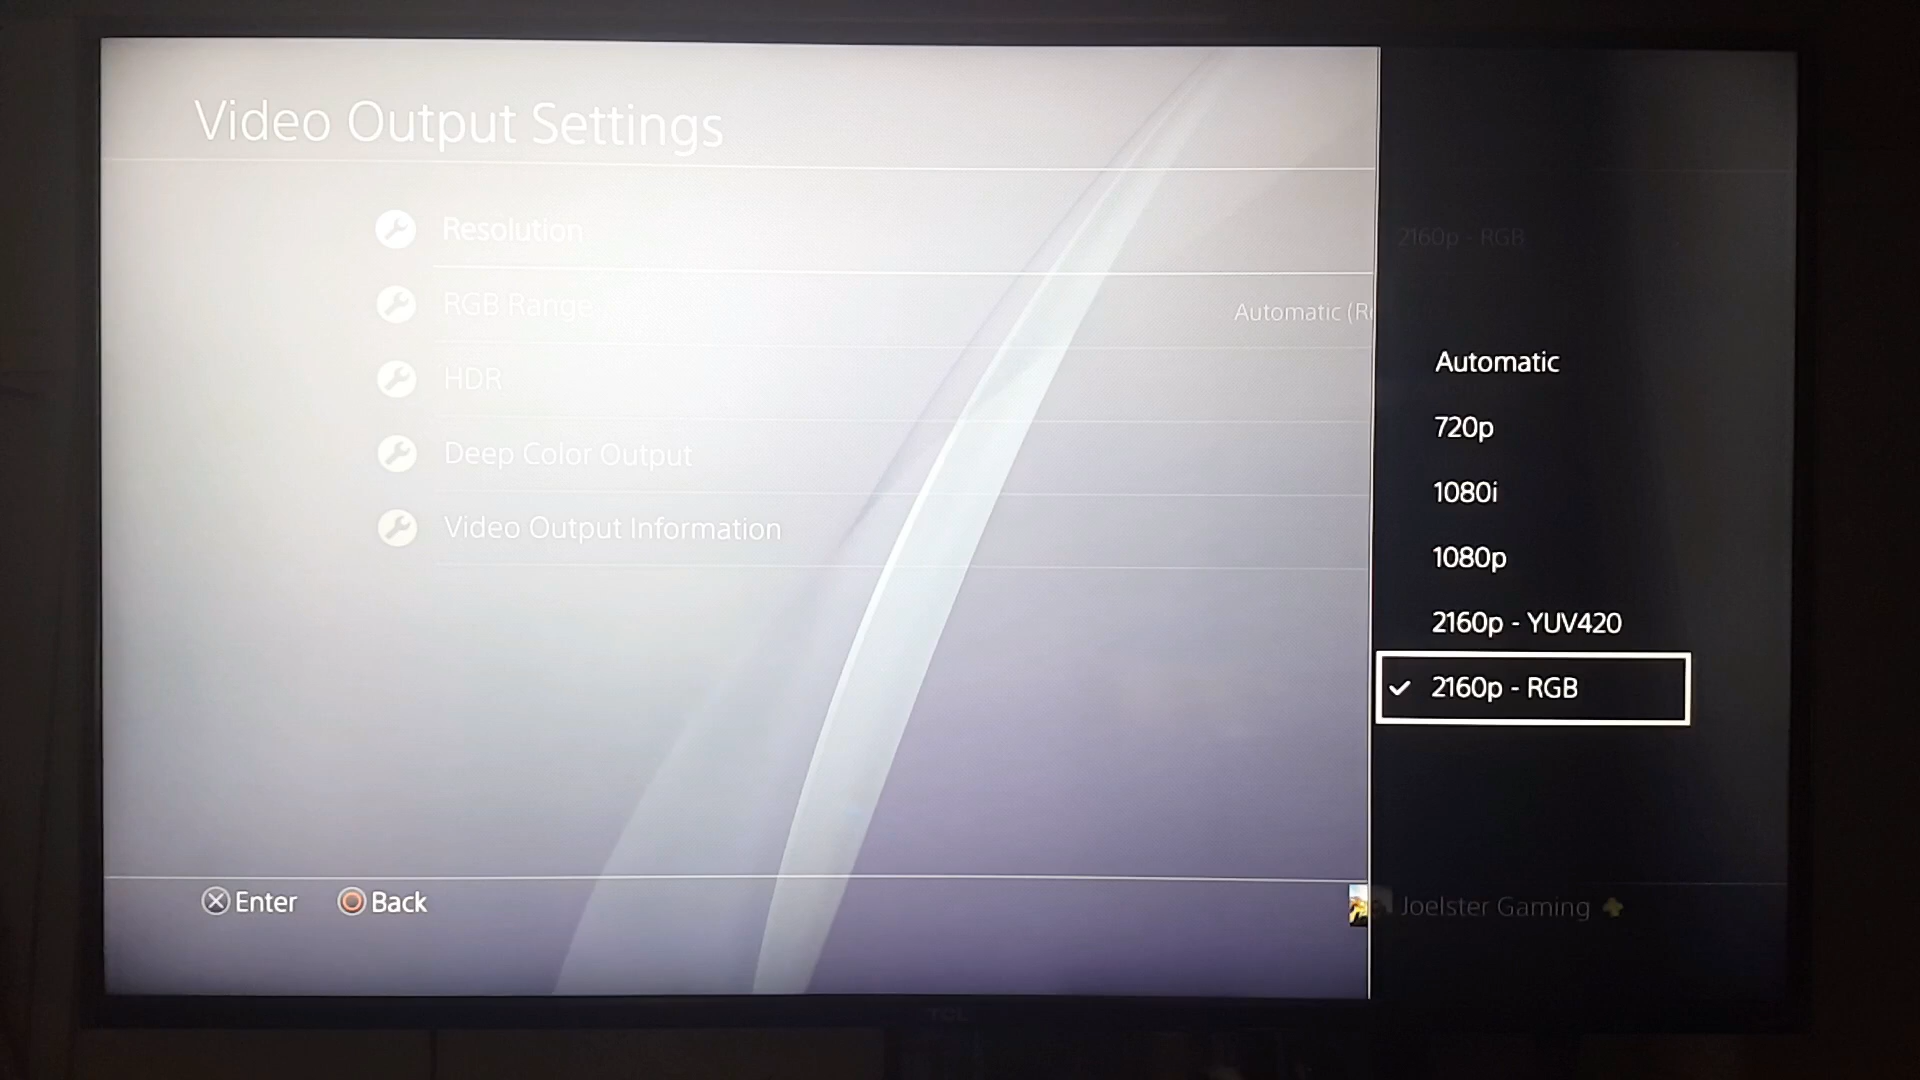 Video Output Settings
Resolution
2160p - RGB
RGB Range
Automatic (R
HDR
Deep Color Output
Video Output Information
Automatic
720p
1080i
1080p
2160p - YUV420
2160p - RGB
Enter
Back
Joelster Gaming
TCL